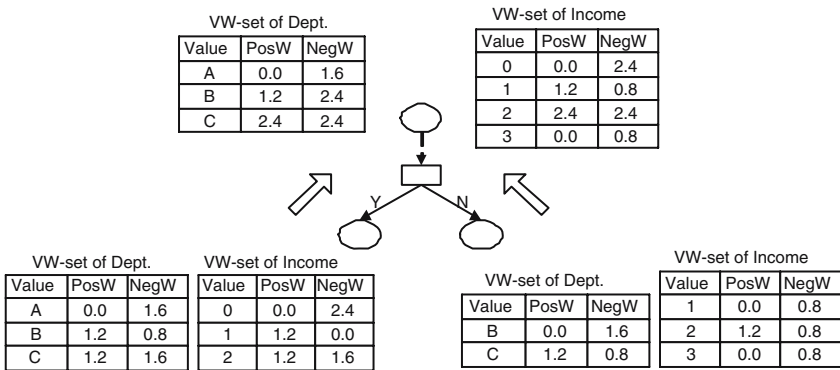 VW-set of Dept.
Value PosW NegW
A 0.0 1.6
B 1.2 2.4
C 2.4 2.4
VW-set of Income
Value PosW NegW
0 0.0 2.4
1 1.2 0.8
2 2.4 2.4
3 0.0 0.8
Y N
VW-set of Dept.
Value PosW NegW
A 0.0 1.6
B 1.2 0.8
C 1.2 1.6
VW-set of Income
Value PosW NegW
0 0.0 2.4
1 1.2 0.0
2 1.2 1.6
VW-set of Dept.
Value PosW NegW
B 0.0 1.6
C 1.2 0.8
VW-set of Income
Value PosW NegW
1 0.0 0.8
2 1.2 0.8
3 0.0 0.8